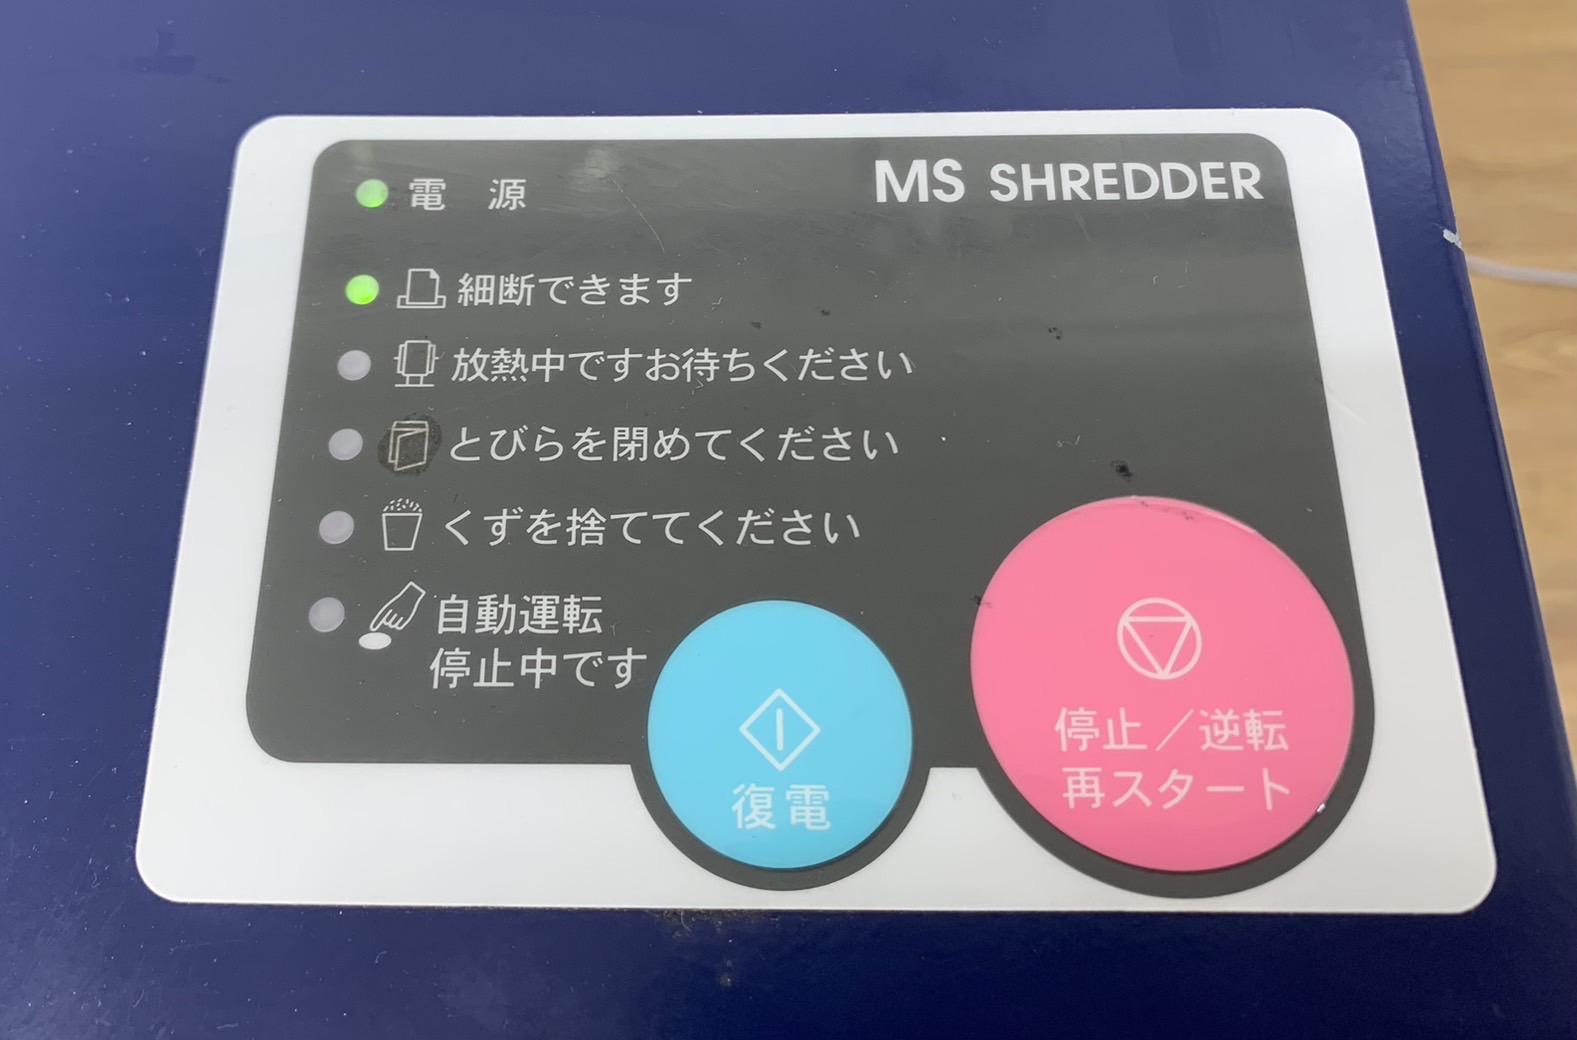 MS SHREDDER
電 源
細断できます
放熱中ですお待ちください
とびらを閉めてください
くずを捨ててください
自動運転
停止中です
復電
停止／逆転
再スタート